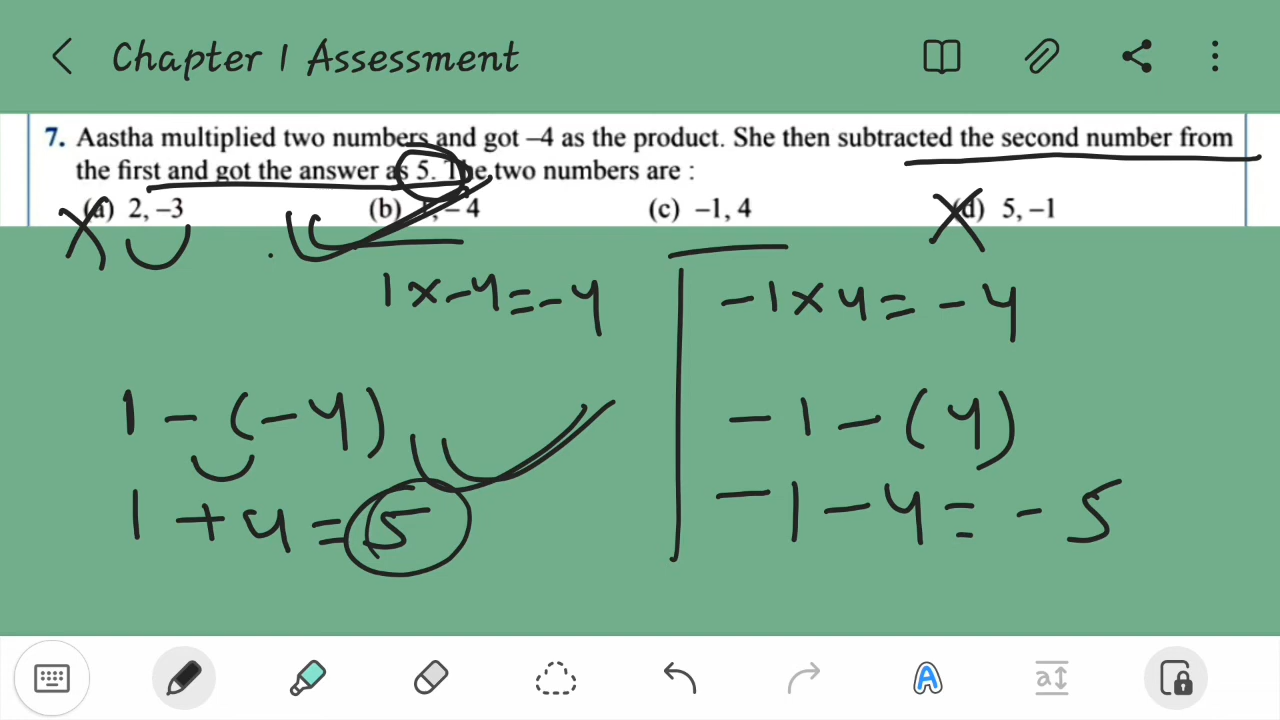 Chapter 1 Assessment
7. Aastha multiplied two numbers and got –4 as the product. She then subtracted the second number from
the first and got the answer as 5. The two numbers are :
(a) 2, –3 (b) – 4 (c) –1, 4 (d) 5, –1
1 x - 4 = - 4
- 1 x 4 = - 4
1 - (- 4)
- 1 - (4)
1 + 4 = 5
- 1 - 4 = - 5
A
a